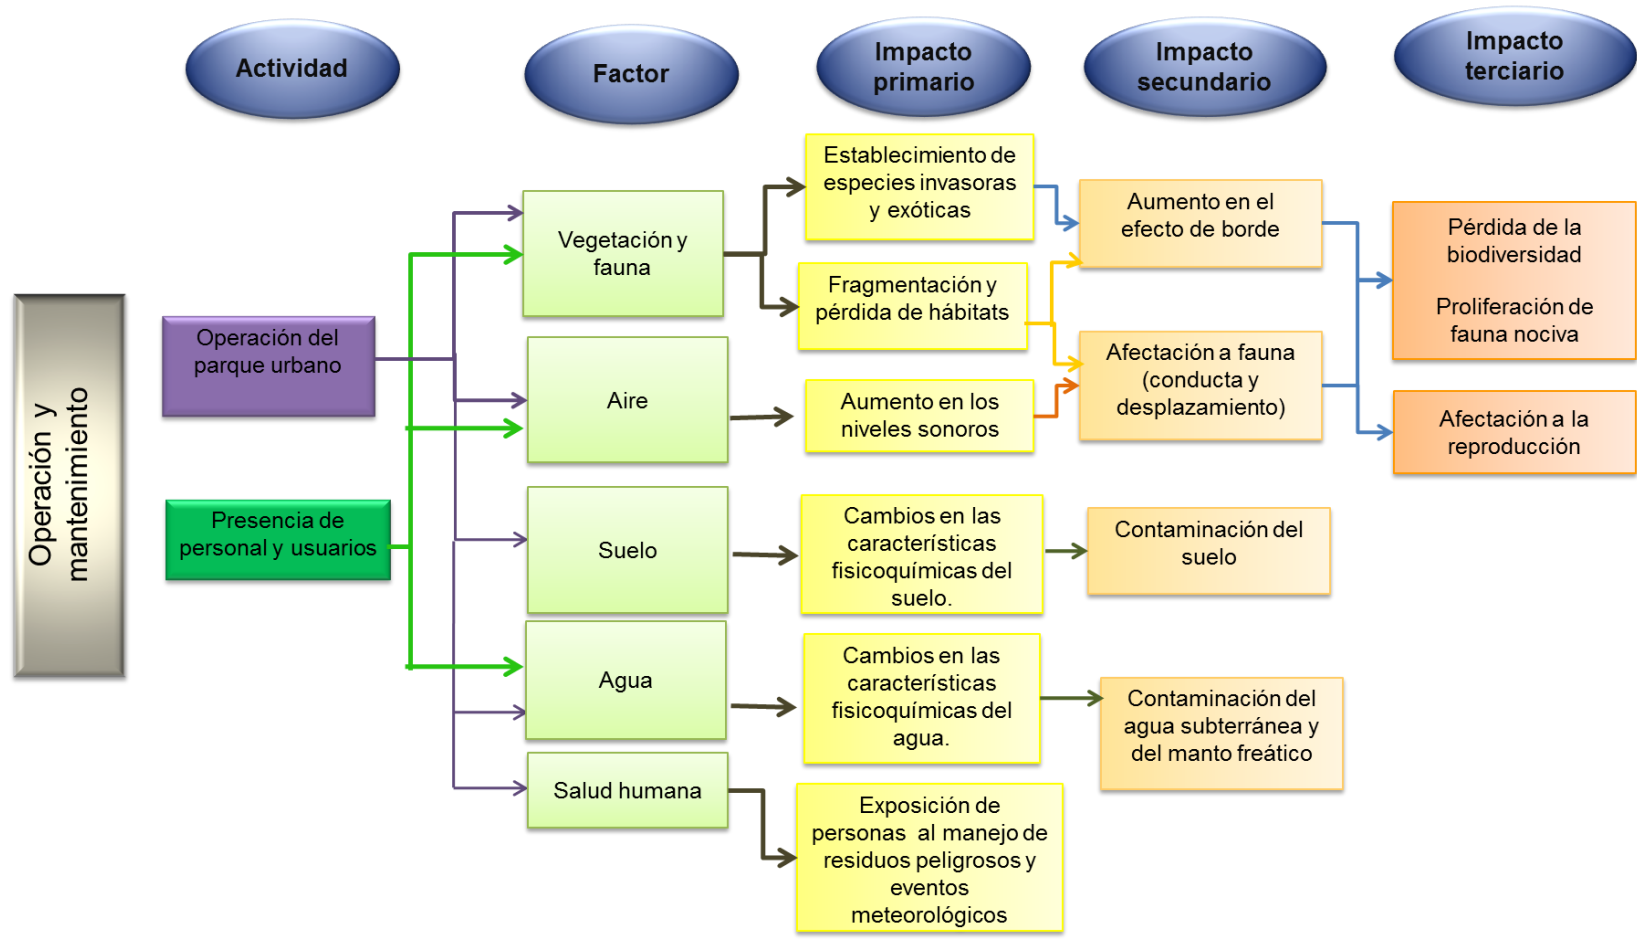 Actividad
Factor
Impacto
primario
Impacto
secundario
Impacto
terciario
Operación y
mantenimiento
Operación del
parque urbano
Presencia de
personal y usuarios
Vegetación y
fauna
Aire
Suelo
Agua
Salud humana
Establecimiento de
especies invasoras
y exóticas
Fragmentación y
pérdida de hábitats
Aumento en los
niveles sonoros
Cambios en las
características
fisicoquímicas del
suelo.
Cambios en las
características
fisicoquímicas del
agua.
Exposición de
personas al manejo de
residuos peligrosos y
eventos
meteorológicos
Aumento en el
efecto de borde
Afectación a fauna
(conducta y
desplazamiento)
Contaminación del
suelo
Contaminación del
agua subterránea y
del manto freático
Pérdida de la
biodiversidad
Proliferación de
fauna nociva
Afectación a la
reproducción